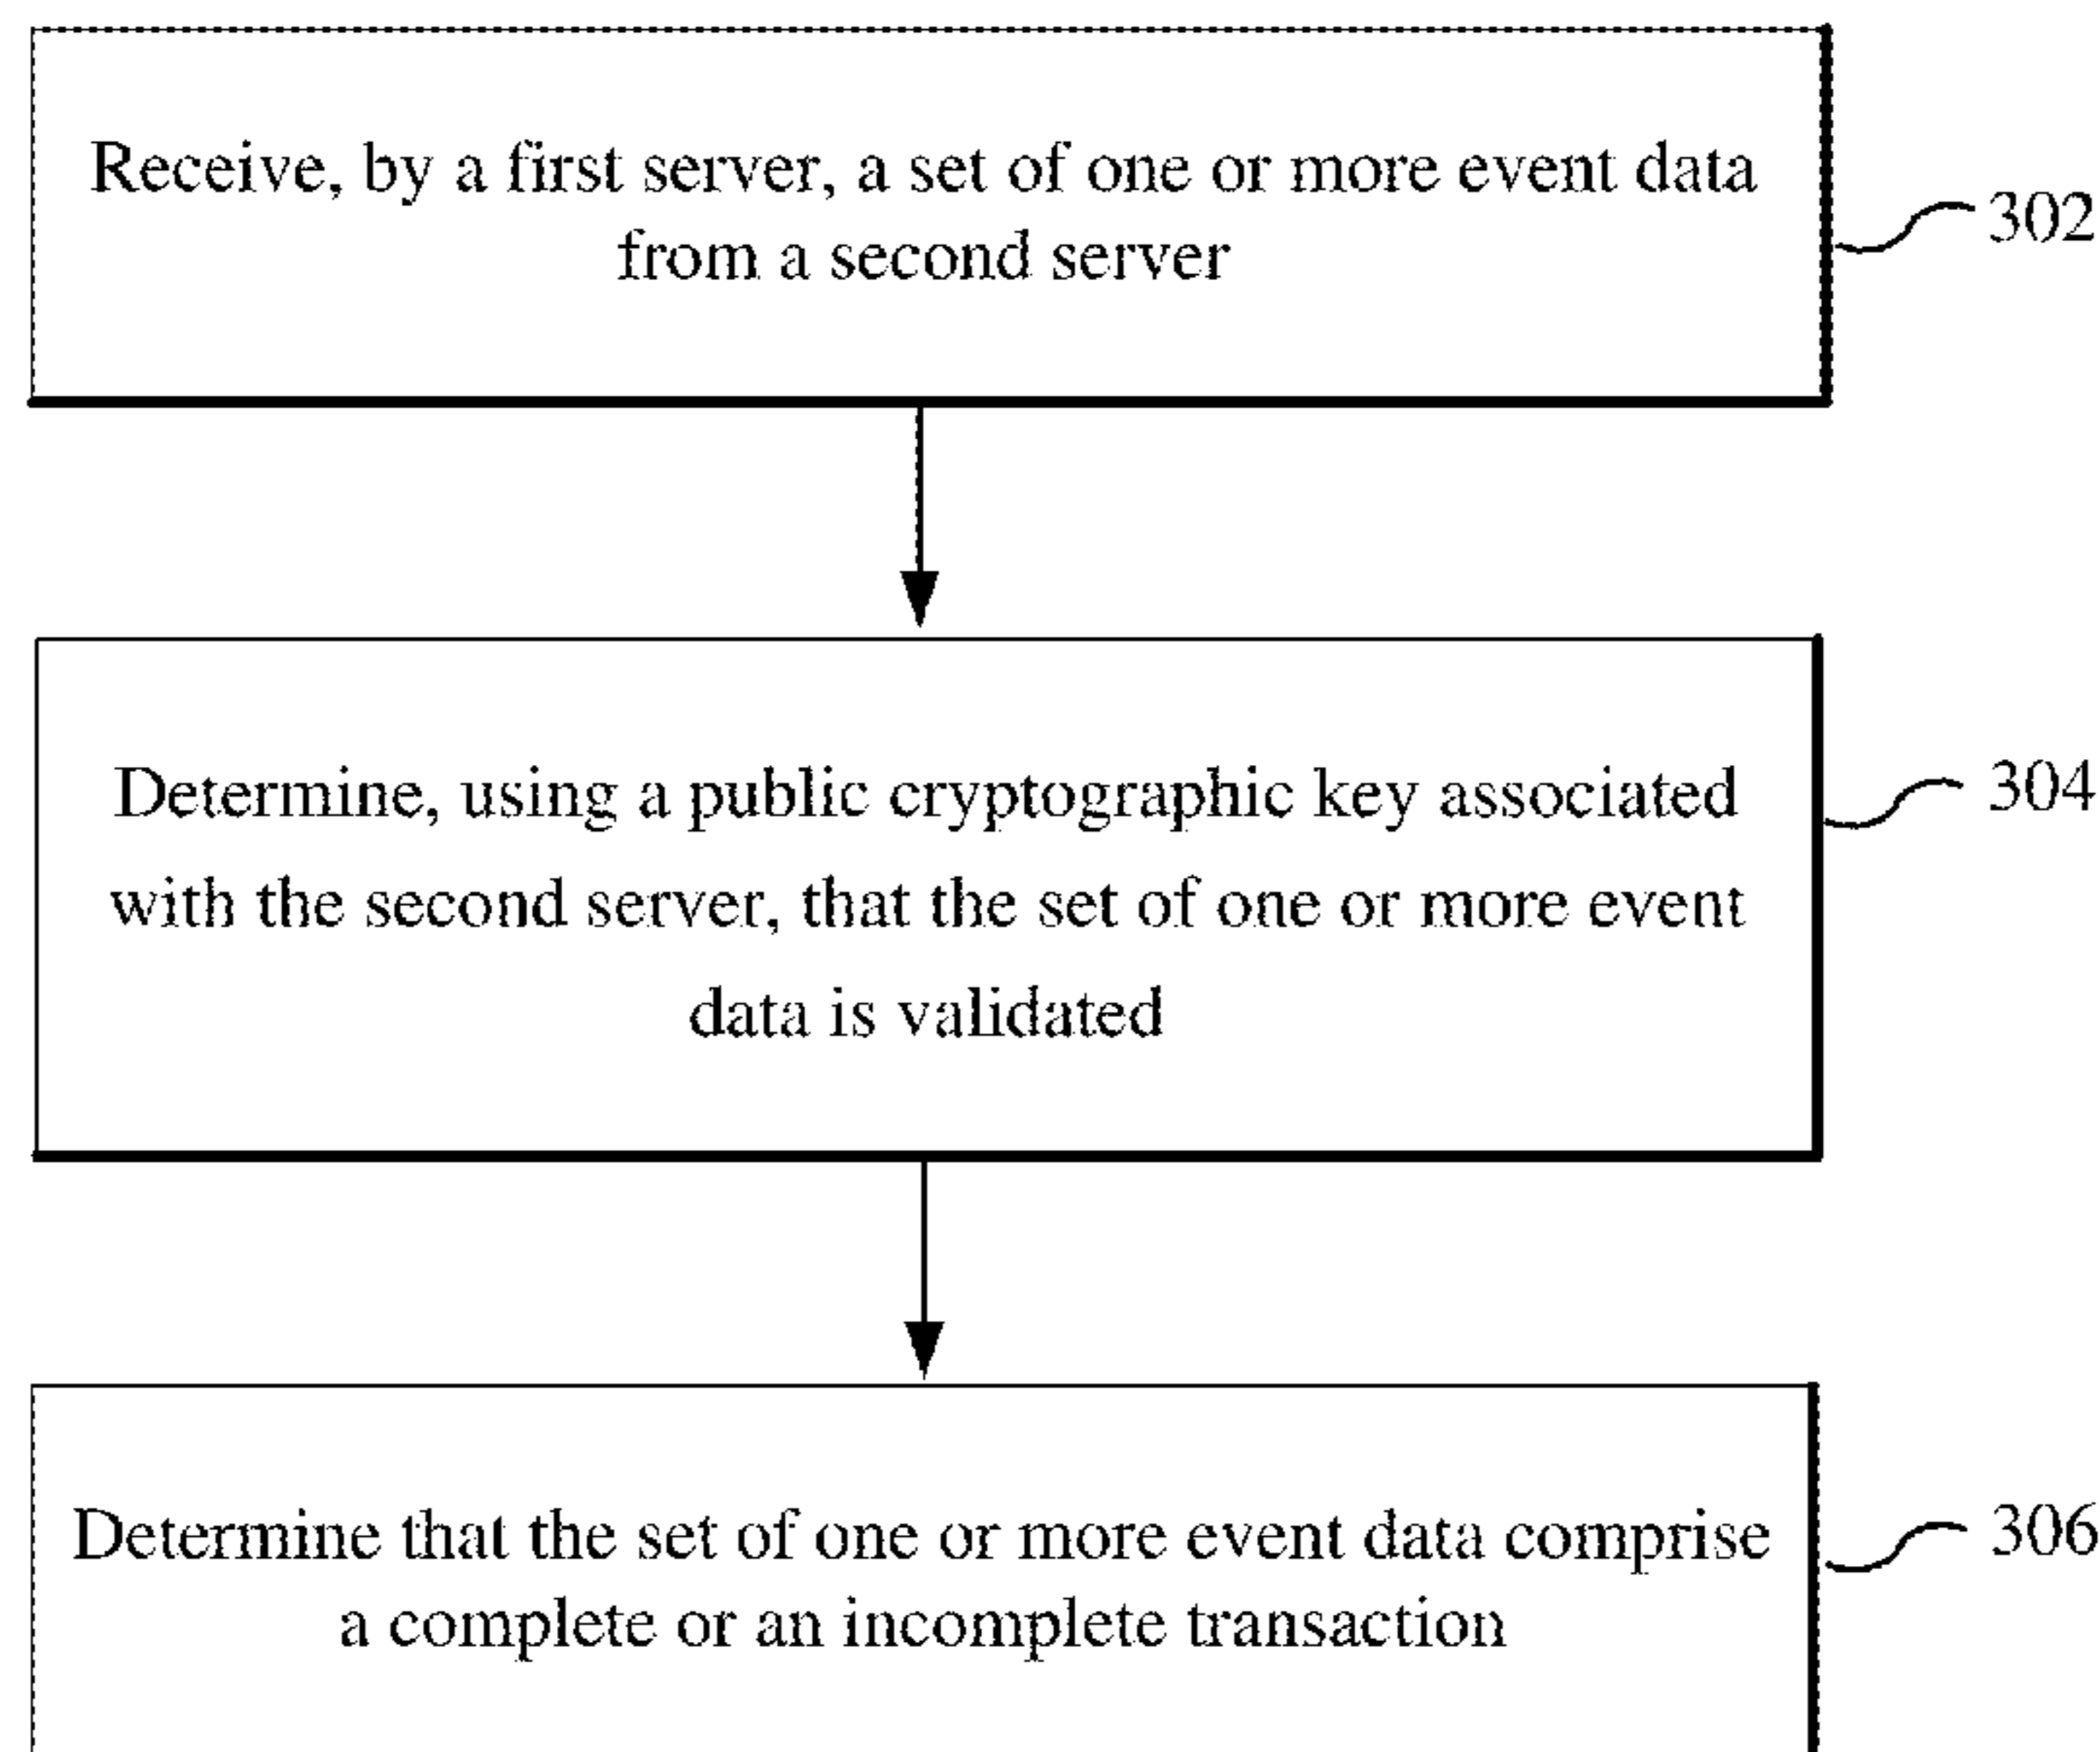 Receive, by a first server, a set of one or more event data
from a second server
302
Determine, using a public cryptographic key associated
with the second server, that the set of one or more event
data is validated
304
Determine that the set of one or more event data comprise
a complete or an incomplete transaction
306